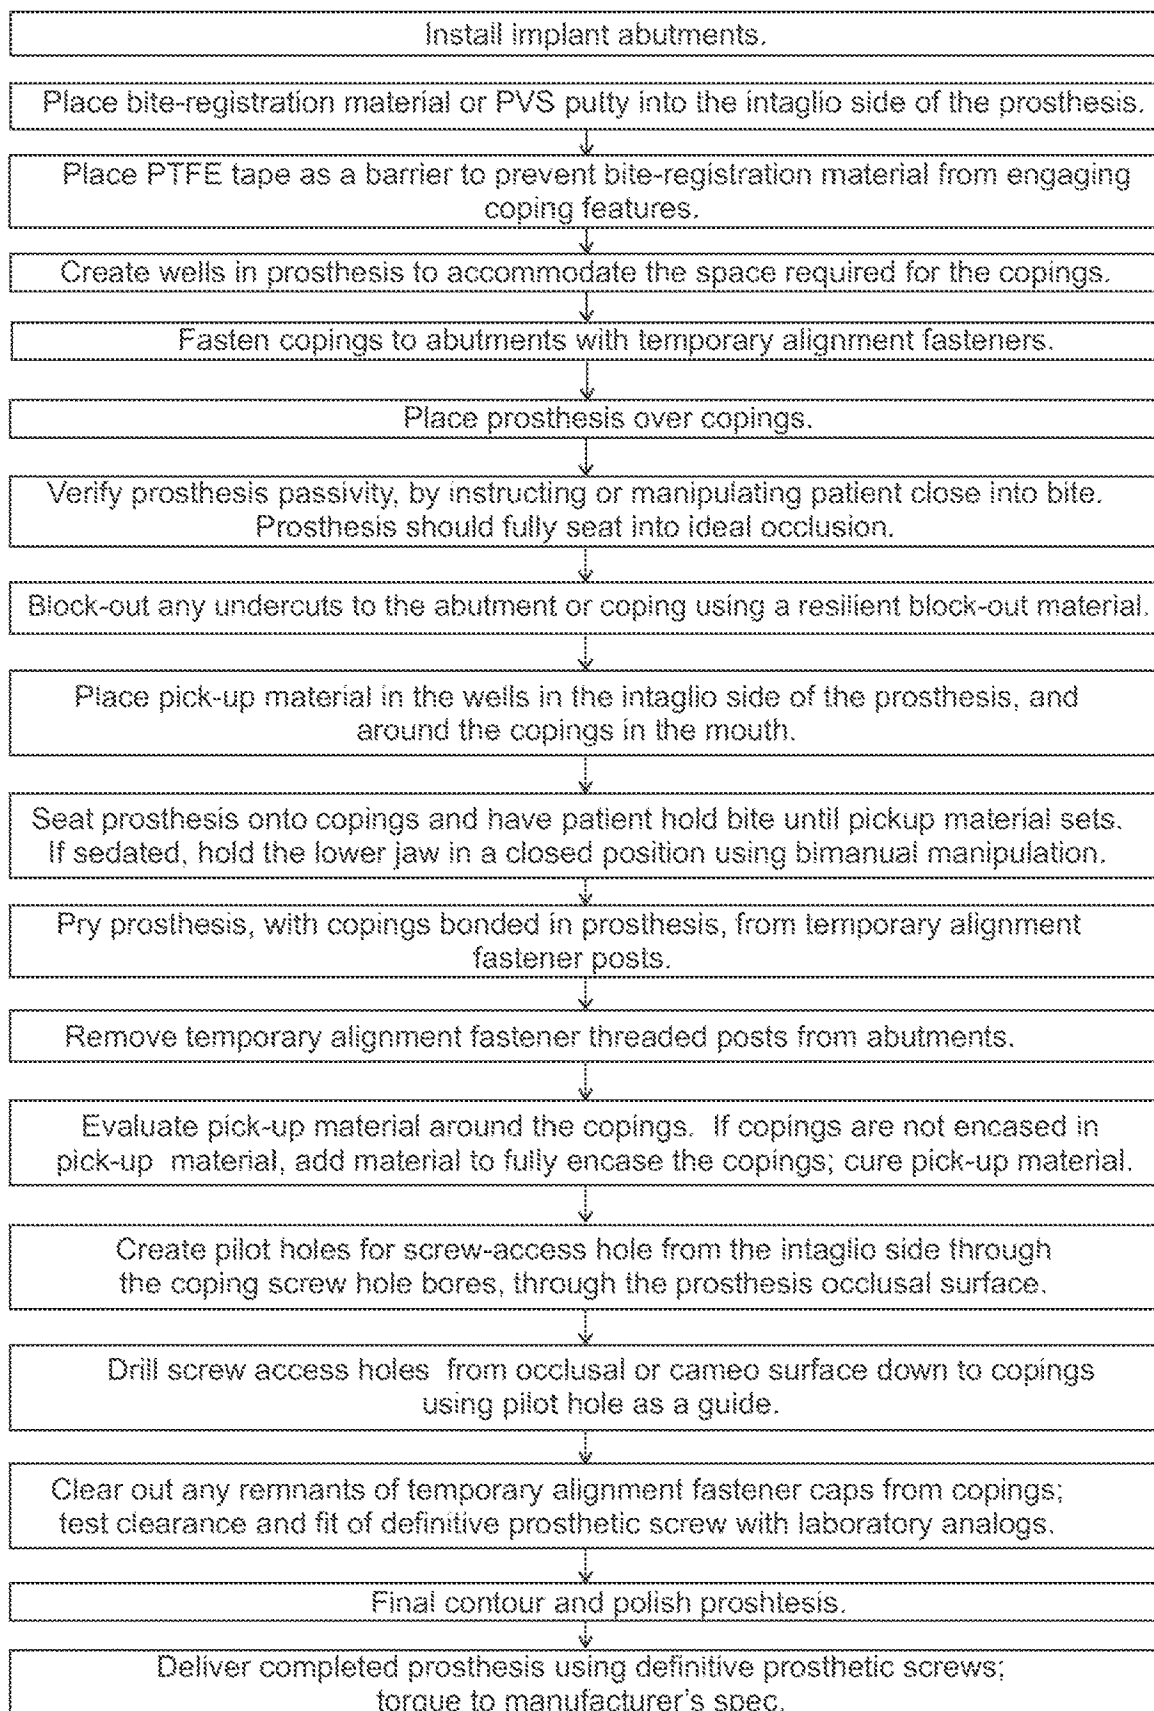 Install implant abutments.
Place bite-registration material or PVS putty into the intaglio side of the prosthesis.
Place PTFE tape as a barrier to prevent bite-registration material from engaging
coping features.
Create wells in prosthesis to accommodate the space required for the copings.
Fasten copings to abutments with temporary alignment fasteners.
Place prosthesis over copings.
Verify prosthesis passivity, by instructing or manipulating patient close into bite.
Prosthesis should fully seat into ideal occlusion.
Block-out any undercuts to the abutment or coping using a resilient block-out material.
Place pick-up material in the wells in the intaglio side of the prosthesis, and
around the copings in the mouth.
Seat prosthesis onto copings and have patient hold bite until pickup material sets.
If sedated, hold the lower jaw in a closed position using bimanual manipulation.
Pry prosthesis, with copings bonded in prosthesis, from temporary alignment
fastener posts.
Remove temporary alignment fastener threaded posts from abutments.
Evaluate pick-up material around the copings. If copings are not encased in
pick-up material, add material to fully encase the copings; cure pick-up material.
Create pilot holes for screw-access hole from the intaglio side through
the coping screw hole bores, through the prosthesis occlusal surface.
Drill screw access holes from occlusal or cameo surface down to copings
using pilot hole as a guide.
Clear out any remnants of temporary alignment fastener caps from copings;
test clearance and fit of definitive prosthetic screw with laboratory analogs.
Final contour and polish proshtesis.
Deliver completed prosthesis using definitive prosthetic screws;
torque to manufacturer's spec.